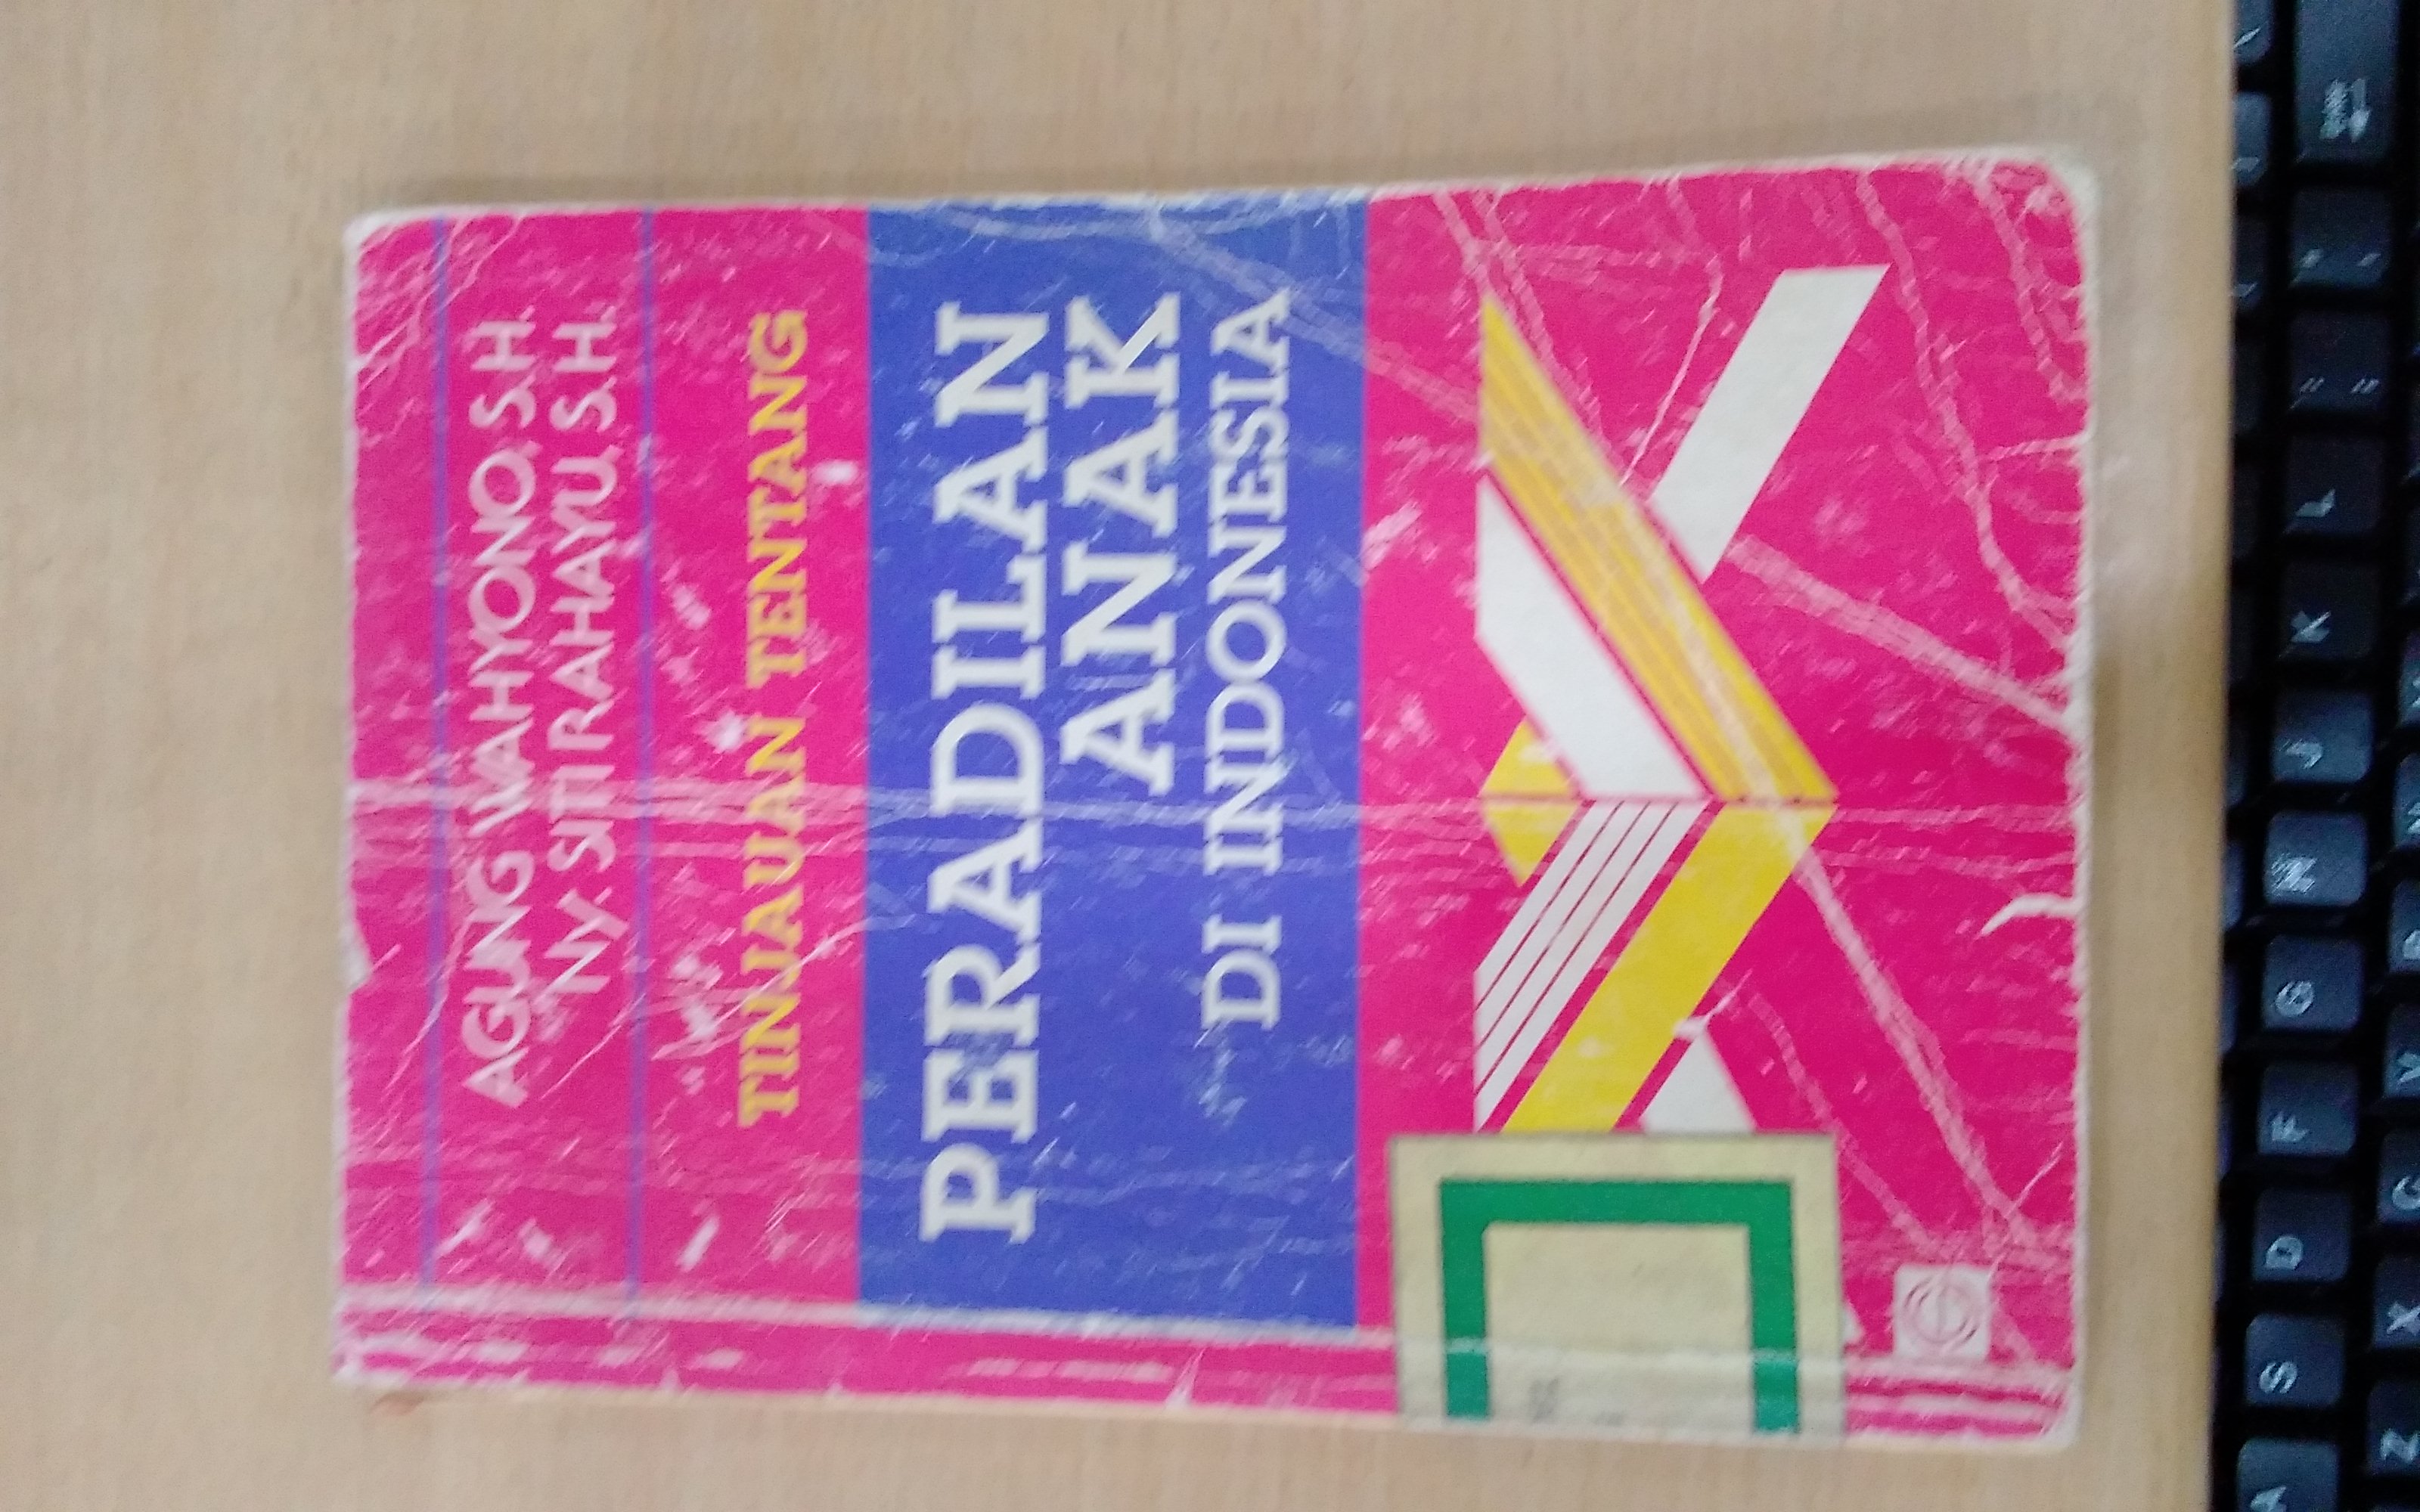 AGUNG WAHYONO, S.H.
Ny. SITI RAHAYU, S.H.
TINJAUAN TENTANG
PERADILAN
ANAK
DI INDONESIA
L
K
J
H
G
F
D
S
A
X
Z
C
V